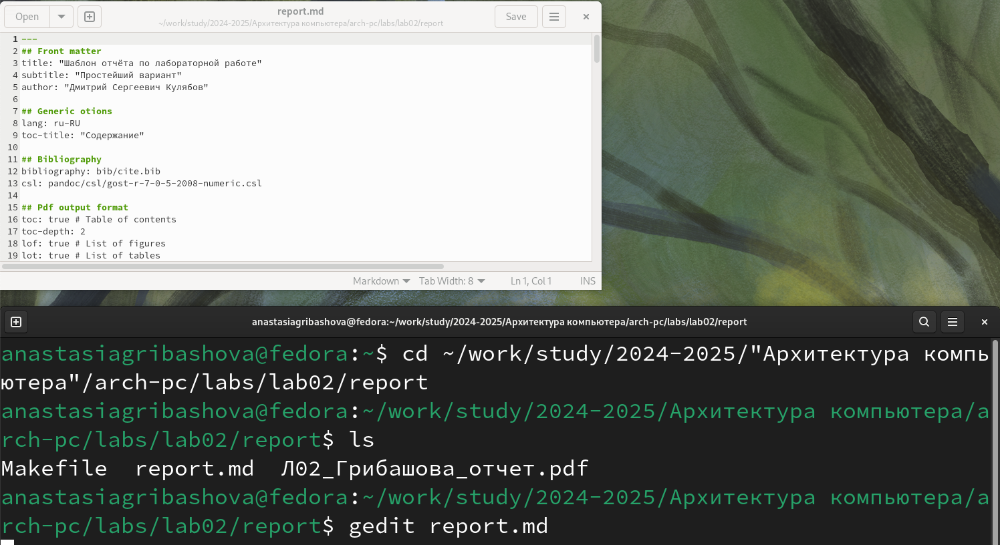 Open
report.md
~/work/study/2024-2025/Архитектура компьютера/arch-pc/labs/lab02/report
Save
1 ---
2 ## Front matter
3 title: "Шаблон отчёта по лабораторной работе"
4 subtitle: "Простейший вариант"
5 author: "Дмитрий Сергеевич Кулябов"
6
7 ## Generic otions
8 lang: ru-RU
9 toc-title: "Содержание"
10
11 ## Bibliography
12 bibliography: bib/cite.bib
13 csl: pandoc/csl/gost-r-7-0-5-2008-numeric.csl
14
15 ## Pdf output format
16 toc: true # Table of contents
17 toc-depth: 2
18 lof: true # List of figures
19 lot: true # List of tables
Markdown Tab Width: 8 Ln 1, Col 1 INS
anastasiagribashova@fedora:~/work/study/2024-2025/Архитектура компьютера/arch-pc/labs/lab02/report
anastasiagribashova@fedora:~$ cd ~/work/study/2024-2025/"Архитектура компь
ютера"/arch-pc/labs/lab02/report
anastasiagribashova@fedora:~/work/study/2024-2025/Архитектура компьютера/a
rch-pc/labs/lab02/report$ ls
Makefile report.md Л02_Грибашова_отчет.pdf
anastasiagribashova@fedora:~/work/study/2024-2025/Архитектура компьютера/a
rch-pc/labs/lab02/report$ gedit report.md